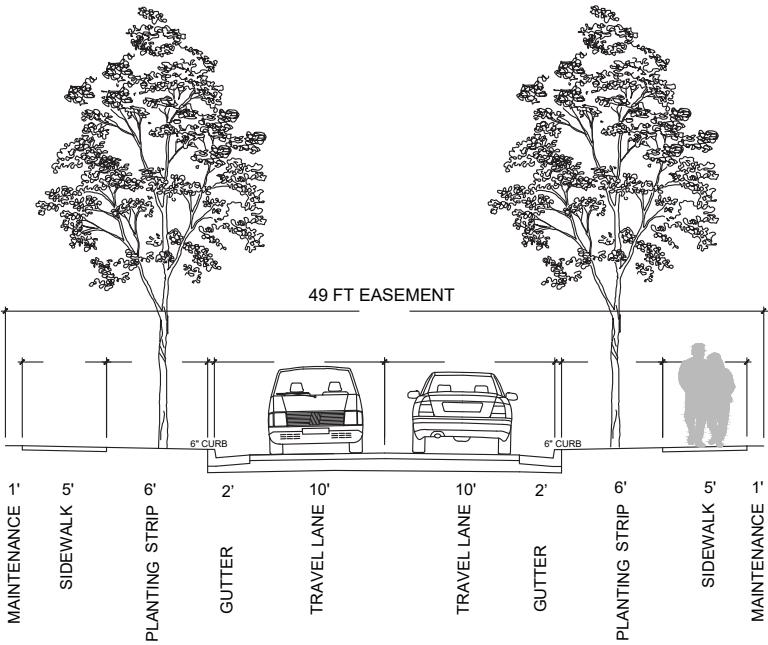 49 FT EASEMENT
6" CURB
6" CURB
1'
5'
6'
2'
10'
10'
2'
6'
5'
1'
MAINTENANCE
SIDEWALK
PLANTING STRIP
GUTTER
TRAVEL LANE
TRAVEL LANE
GUTTER
PLANTING STRIP
SIDEWALK
MAINTENANCE